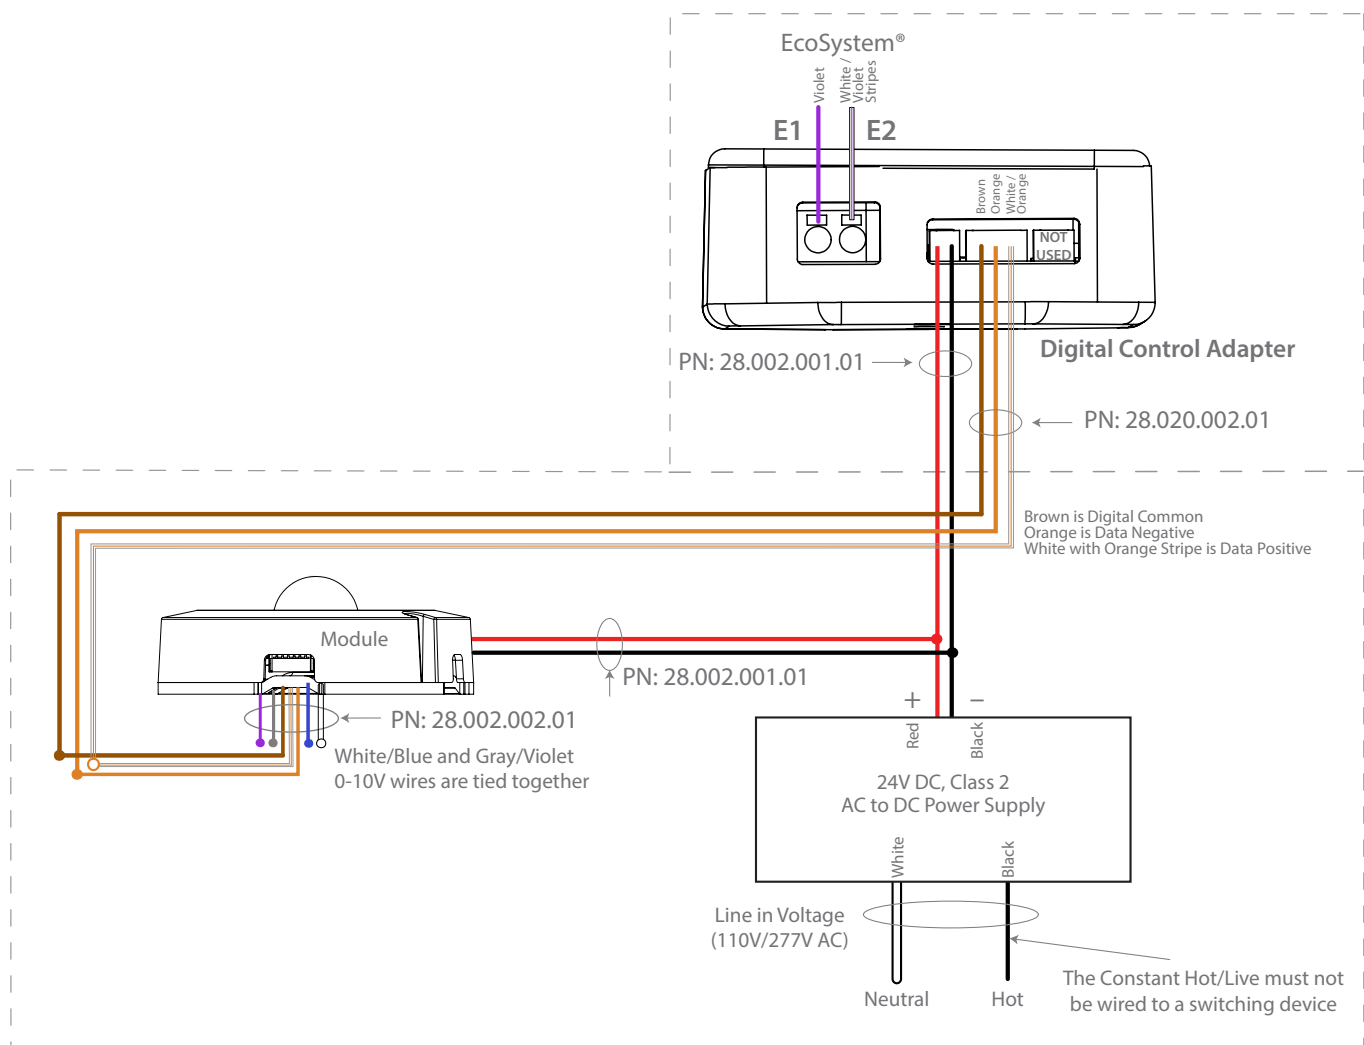 EcoSystem®
Violet
White /
Violet
Stripes
E1
E2
Brown
Orange
White /
Orange
NOT
USED
Digital Control Adapter
PN: 28.002.001.01
PN: 28.020.002.01
Brown is Digital Common
Orange is Data Negative
White with Orange Stripe is Data Positive
Module
PN: 28.002.001.01
PN: 28.002.002.01
White/Blue and Gray/Violet
0-10V wires are tied together
+
–
Red
Black
24V DC, Class 2
AC to DC Power Supply
White
Black
Line in Voltage
(110V/277V AC)
Neutral
Hot
The Constant Hot/Live must not
be wired to a switching device